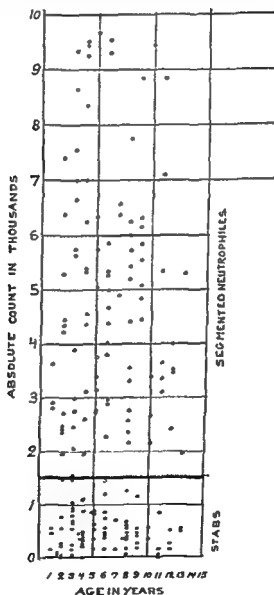 10
9
8
7
6
5
4
3
2
1
0
ABSOLUTE COUNT IN THOUSANDS
SEGMENTED NEUTROPHILES
STABS
1 2 3 4 5 6 7 8 9 10 11 12 13 14 15
AGE IN YEARS